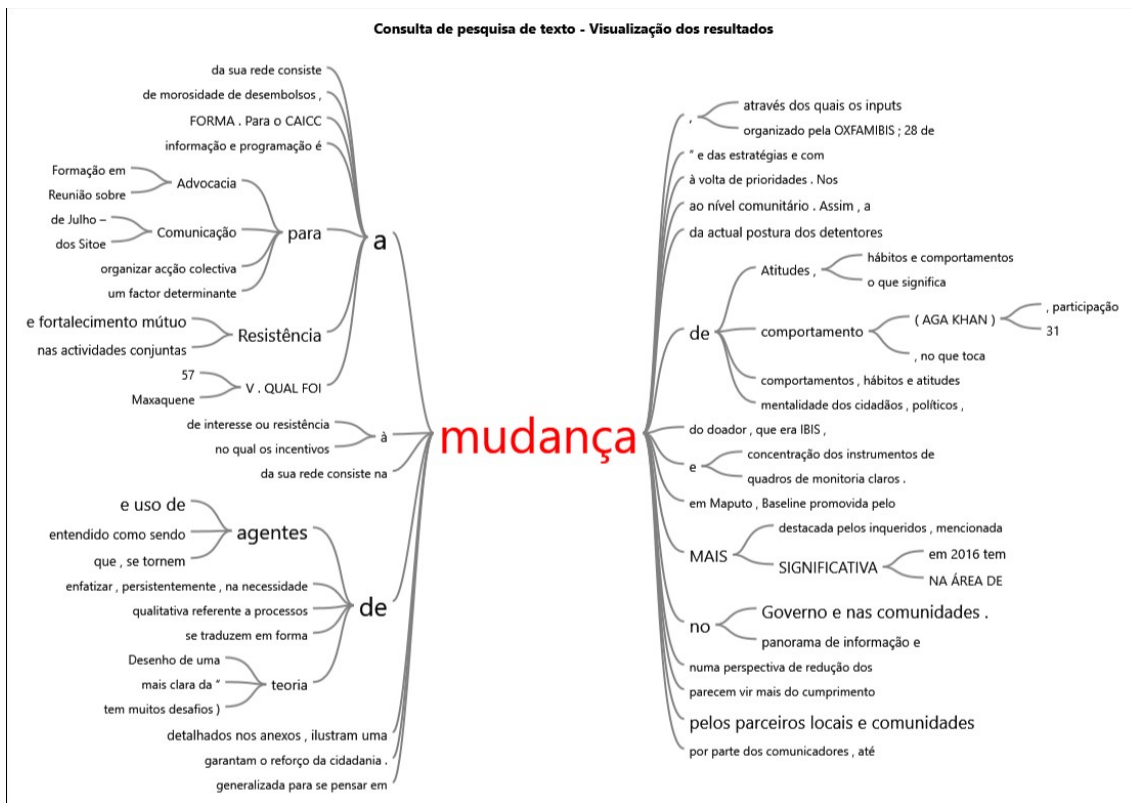 Consulta de pesquisa de texto - Visualização dos resultados
da sua rede consiste
de morosidade de desembolsos ,
FORMA . Para o CAICC
informação e programação é
Formação em
Reunião sobre
Advocacia
de Julho –
dos Sitoe
Comunicação
organizar acção colectiva
um factor determinante
para
e fortalecimento mútuo
nas actividades conjuntas
Resistência
57
Maxaquene
V . QUAL FOI
a
de interesse ou resistência
no qual os incentivos
à
da sua rede consiste na
e uso de
entendido como sendo
que , se tornem
agentes
enfatizar , persistentemente , na necessidade
qualitativa referente a processos
se traduzem em forma
Desenho de uma
mais clara da "
tem muitos desafios )
teoria
de
detalhados nos anexos , ilustram uma
garantam o reforço da cidadania .
generalizada para se pensar em
mudança
,
através dos quais os inputs
organizado pela OXFAMIBIS ; 28 de
" e das estratégias e com
à volta de prioridades . Nos
ao nível comunitário . Assim , a
da actual postura dos detentores
de
Atitudes ,
hábitos e comportamentos
o que significa
comportamento
( AGA KHAN )
, participação
31
, no que toca
comportamentos , hábitos e atitudes
mentalidade dos cidadãos , políticos ,
do doador , que era IBIS ,
e
concentração dos instrumentos de
quadros de monitoria claros .
em Maputo , Baseline promovida pelo
MAIS
destacada pelos inqueridos , mencionada
SIGNIFICATIVA
em 2016 tem
NA ÁREA DE
no
Governo e nas comunidades .
panorama de informação e
numa perspectiva de redução dos
parecem vir mais do cumprimento
pelos parceiros locais e comunidades
por parte dos comunicadores , até